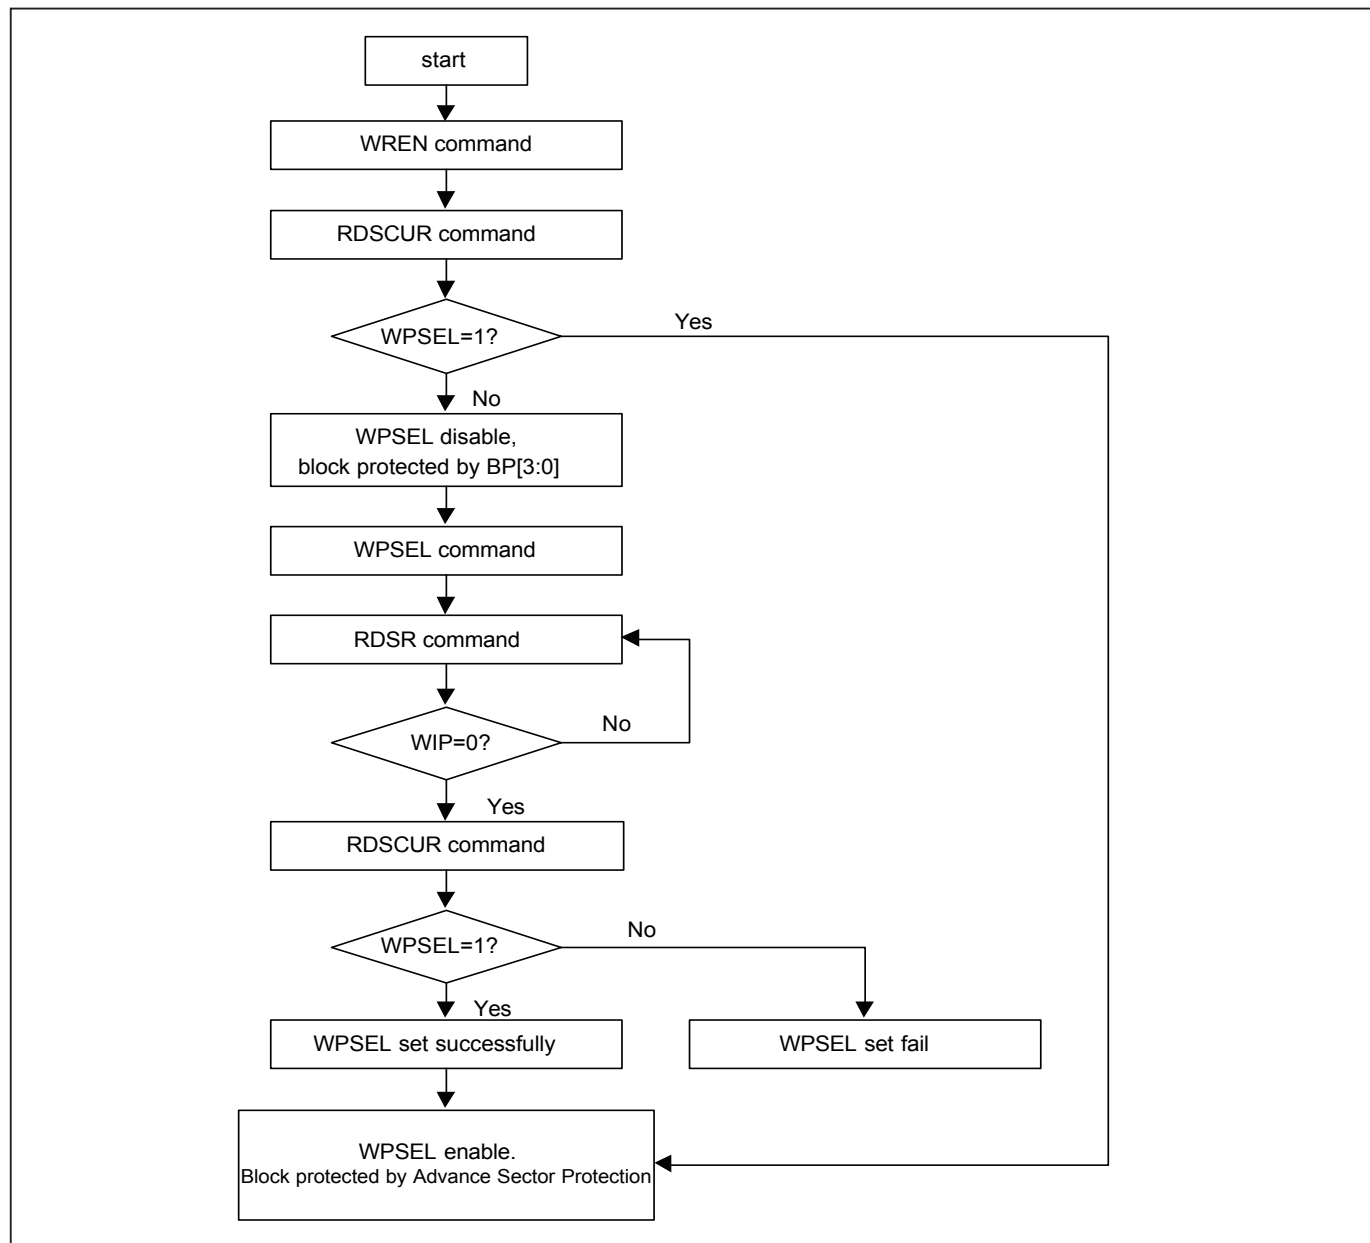 start
WREN command
RDSCUR command
WPSEL=1?
Yes
No
WPSEL disable,
block protected by BP[3:0]
WPSEL command
RDSR command
WIP=0?
No
Yes
RDSCUR command
WPSEL=1?
No
Yes
WPSEL set successfully
WPSEL set fail
WPSEL enable.
Block protected by Advance Sector Protection